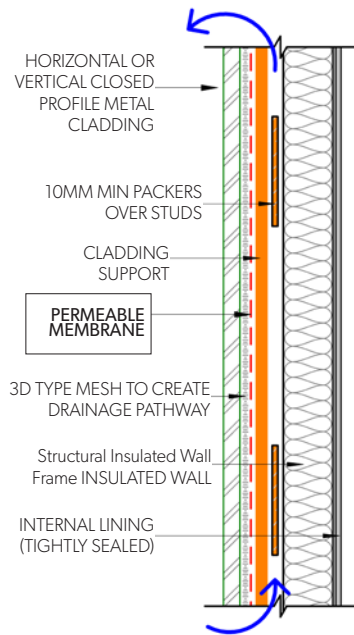 HORIZONTAL OR
VERTICAL CLOSED
PROFILE METAL
CLADDING
10MM MIN PACKERS
OVER STUDS
CLADDING
SUPPORT
PERMEABLE
MEMBRANE
3D TYPE MESH TO CREATE
DRAINAGE PATHWAY
Structural Insulated Wall
Frame INSULATED WALL
INTERNAL LINING
(TIGHTLY SEALED)